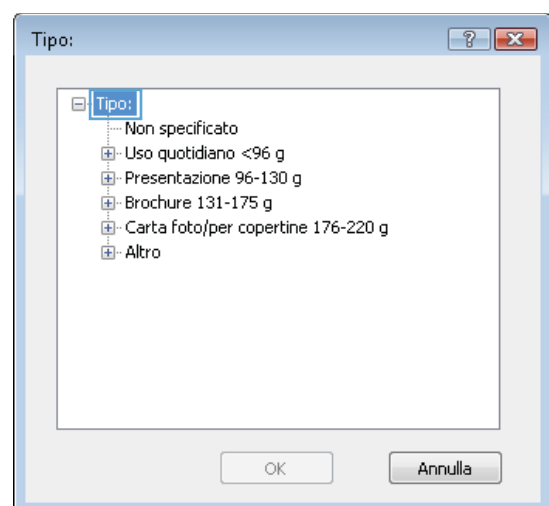 Tipo:
Tipo:
Non specificato
Uso quotidiano <96 g
Presentazione 96-130 g
Brochure 131-175 g
Carta foto/per copertine 176-220 g
Altro
OK Annulla